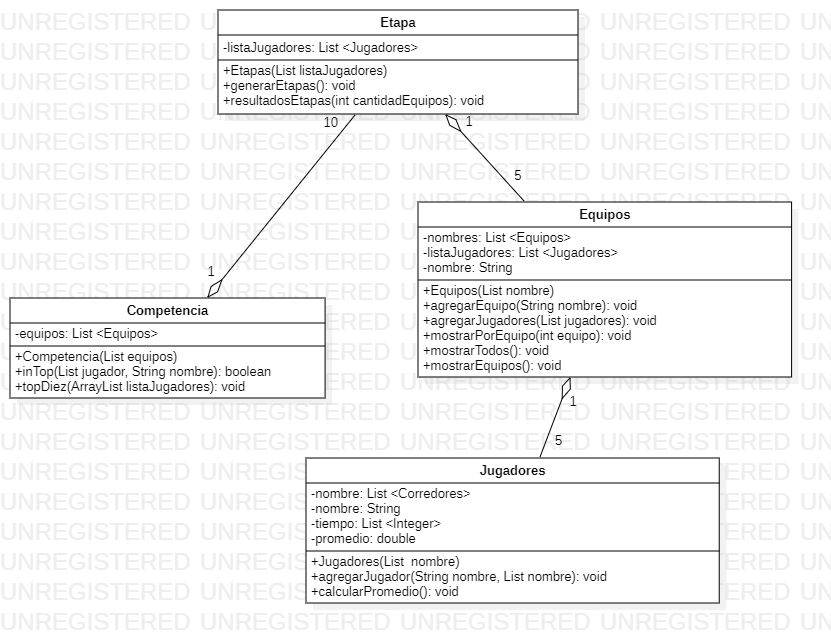 Etapa
-listaJugadores: List <Jugadores>
+Etapas(List listaJugadores)
+generarEtapas(): void
+resultadosEtapas(int cantidadEquipos): void
10
1
5
1
Equipos
-nombres: List <Equipos>
-listaJugadores: List <Jugadores>
-nombre: String
+Equipos(List nombre)
+agregarEquipo(String nombre): void
+agregarJugadores(List jugadores): void
+mostrarPorEquipo(int equipo): void
+mostrarTodos(): void
+mostrarEquipos(): void
Competencia
-equipos: List <Equipos>
+Competencia(List equipos)
+inTop(List jugador, String nombre): boolean
+topDiez(ArrayList listaJugadores): void
1
5
Jugadores
-nombre: List <Corredores>
-nombre: String
-tiempo: List <Integer>
-promedio: double
+Jugadores(List  nombre)
+agregarJugador(String nombre, List nombre): void
+calcularPromedio(): void
UNREGISTERED